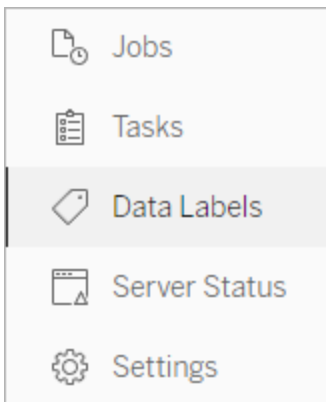 Jobs
Tasks
Data Labels
Server Status
Settings